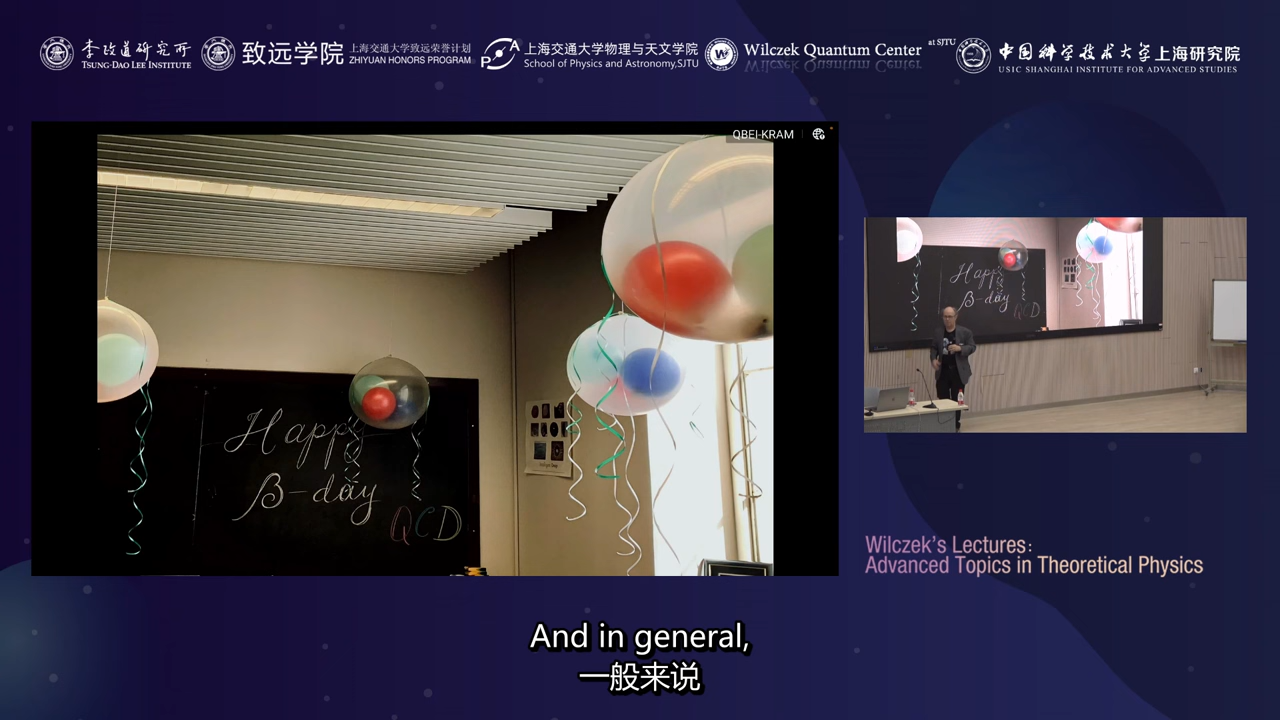 李政道研究所
TSUNG-DAO LEE INSTITUTE
致远学院
上海交通大学致远荣誉计划
ZHIYUAN HONORS PROGRAM
PA
上海交通大学物理与天文学院
School of Physics and Astronomy,SJTU
W
Wilczek Quantum Center
at SJTU
中国科学技术大学上海研究院
USTC SHANGHAI INSTITUTE FOR ADVANCED STUDIES
QBEI-KRAM
Happy
β-day
QCD
Happy
β-day
QCD
Wilczek's Lectures:
Advanced Topics in Theoretical Physics
And in general,
一般来说